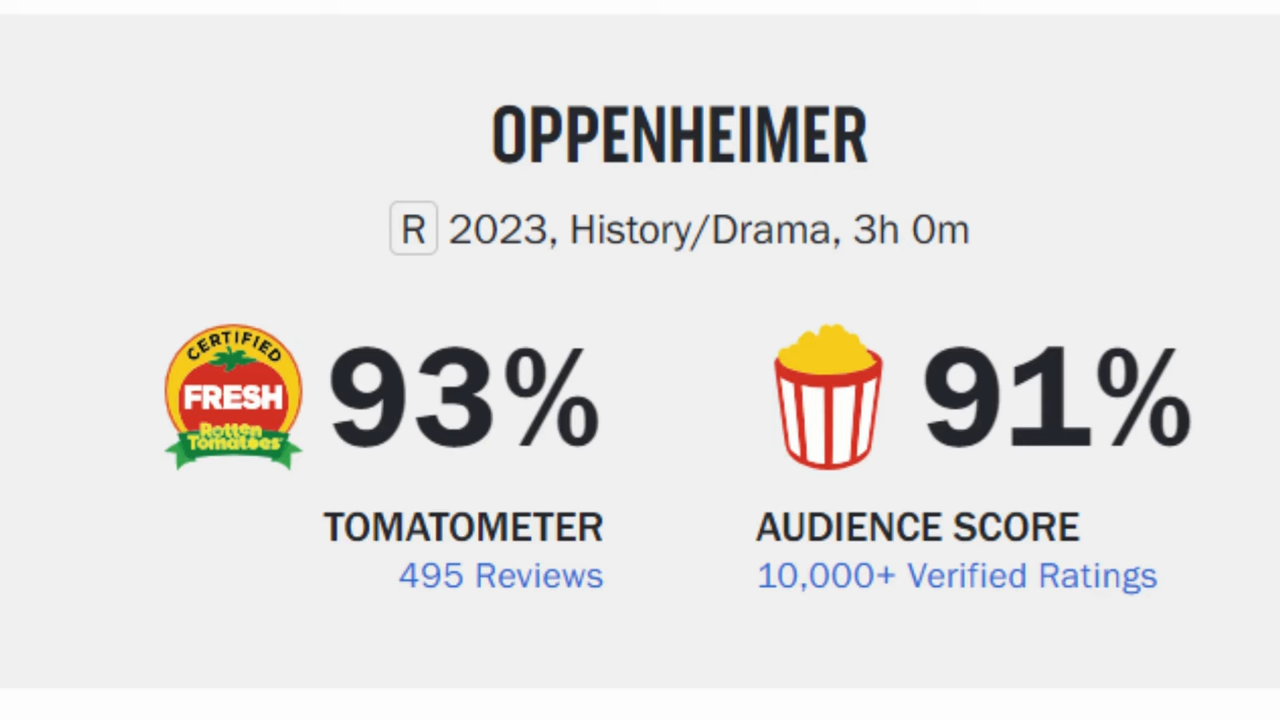 OPPENHEIMER
R 2023, History/Drama, 3h 0m
CERTIFIED
FRESH
Rotten
Tomatoes
93%
91%
TOMATOMETER
AUDIENCE SCORE
495 Reviews
10,000+ Verified Ratings